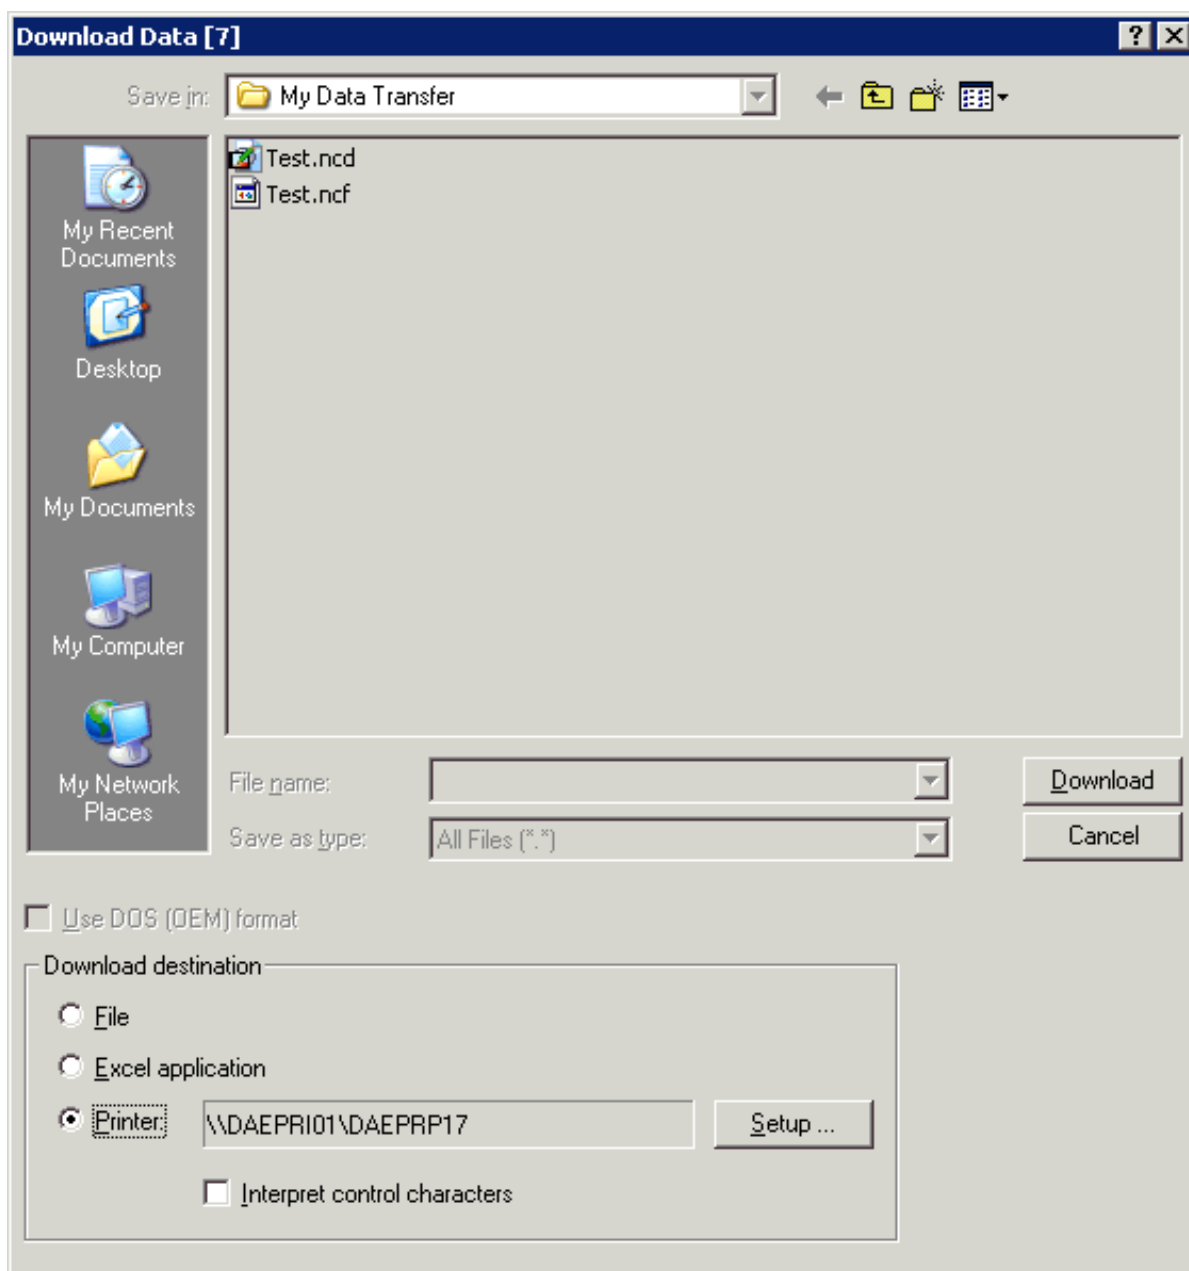 Download Data [7]
Save in: My Data Transfer
Test.ncd
Test.ncf
My Recent
Documents
Desktop
My Documents
My Computer
My Network
Places
File name:
Download
Save as type: All Files (*.*)
Cancel
Use DOS (OEM) format
Download destination
File
Excel application
Printer: \\DAEPRI01\DAEPRP17 Setup ...
Interpret control characters